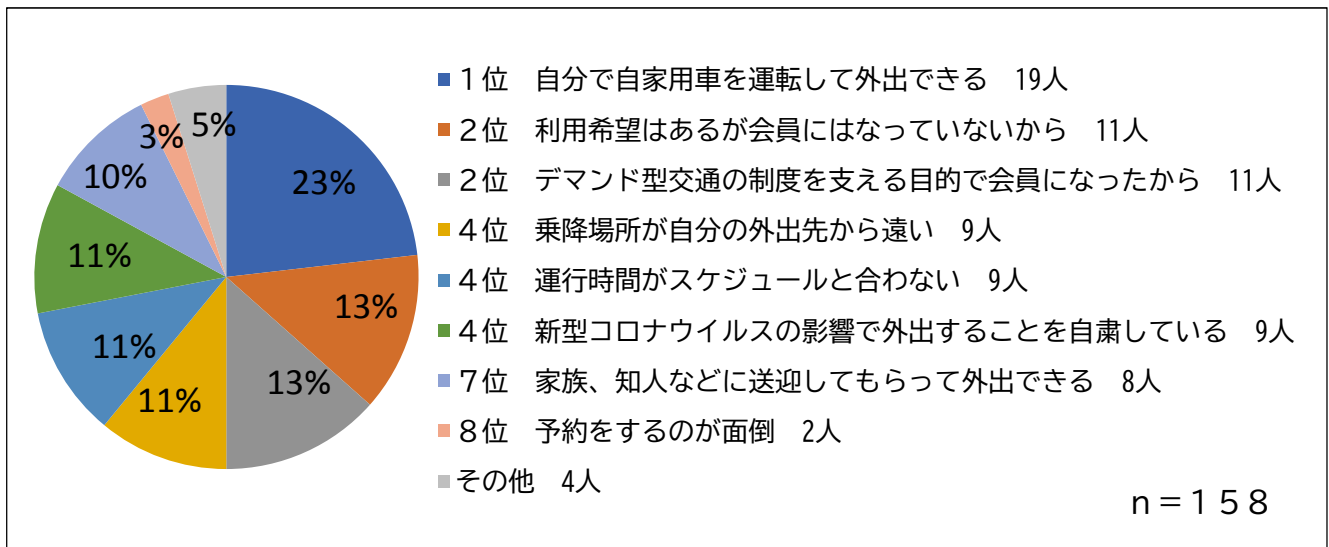 1位　自分で自家用車を運転して外出できる　19人
2位　利用希望はあるが会員にはなっていないから　11人
2位　デマンド型交通の制度を支える目的で会員になったから　11人
4位　乗降場所が自分の外出先から遠い　9人
4位　運行時間がスケジュールと合わない　9人
4位　新型コロナウイルスの影響で外出することを自粛している　9人
7位　家族、知人などに送迎してもらって外出できる　8人
8位　予約をするのが面倒　2人
その他　4人
23%
13%
13%
11%
11%
11%
10%
3%
5%
n＝１５８